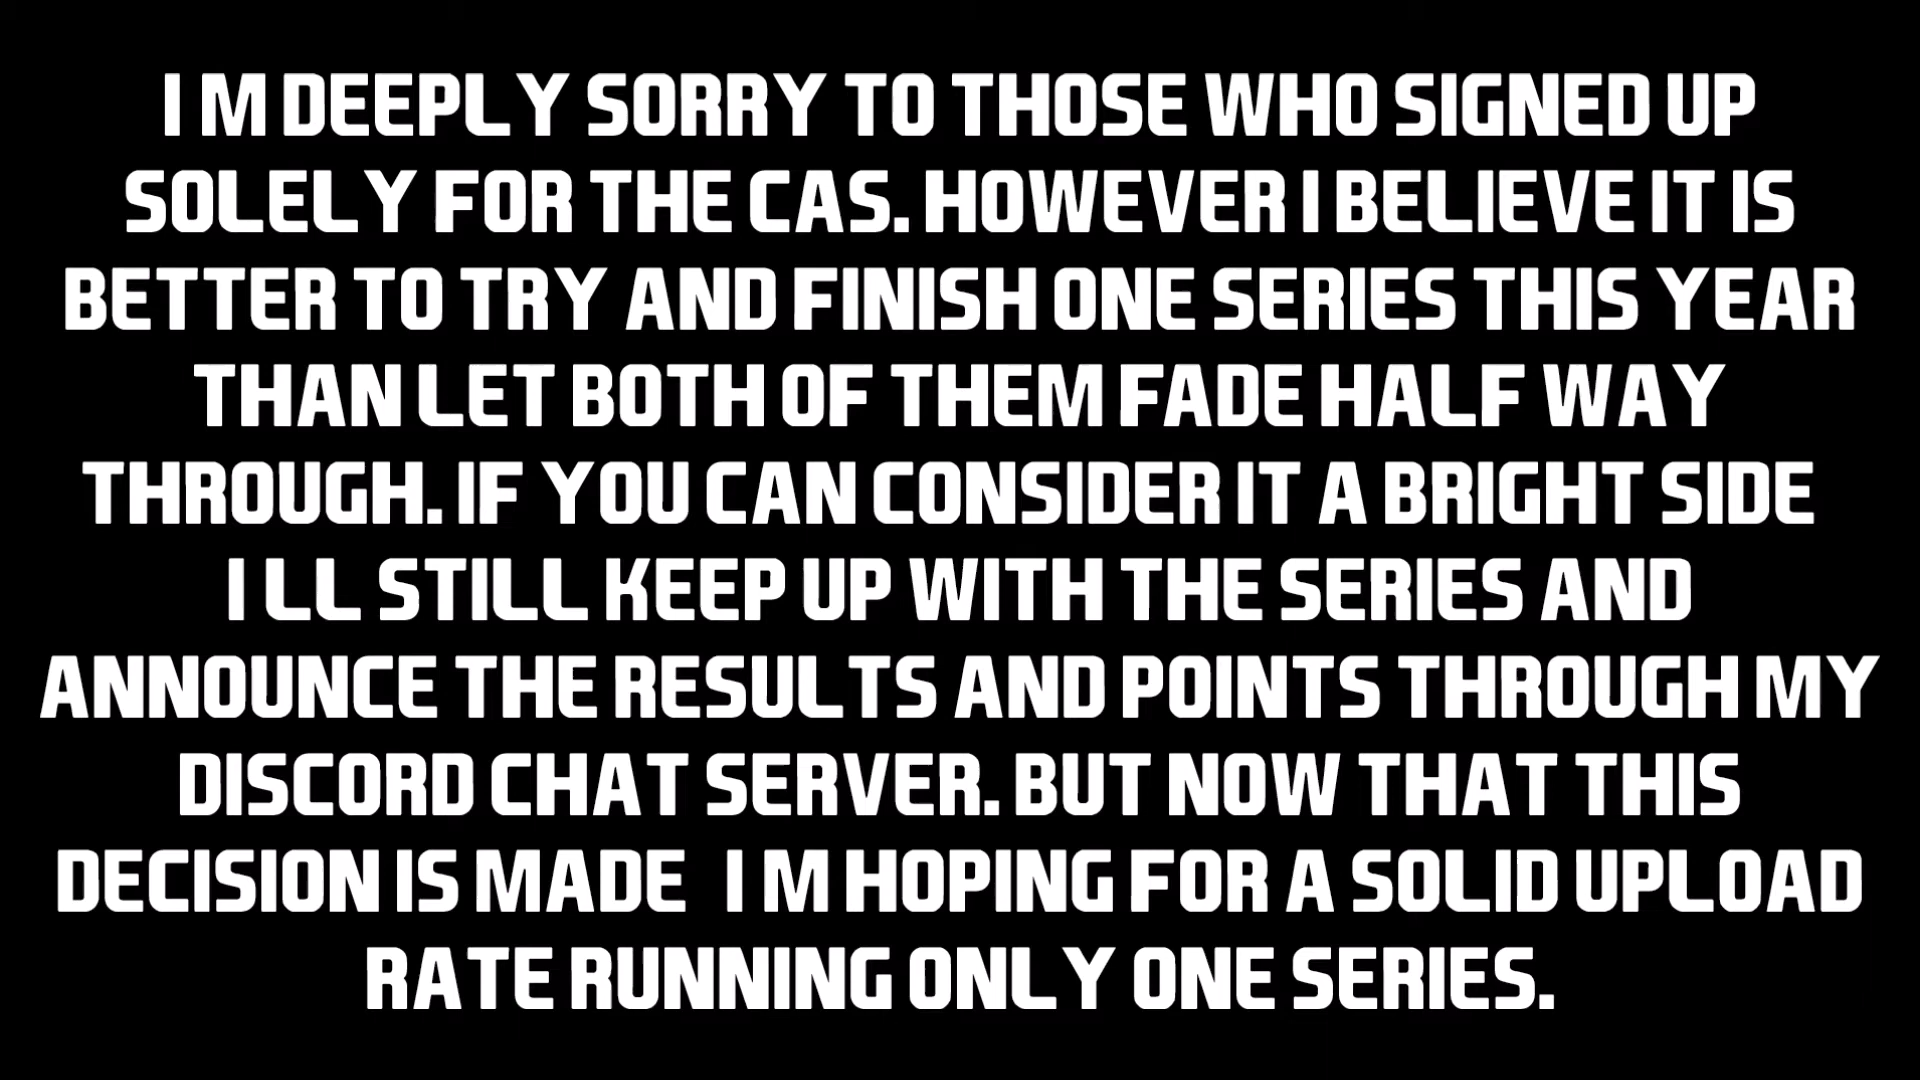 I M DEEPLY SORRY TO THOSE WHO SIGNED UP
SOLELY FOR THE CAS. HOWEVER I BELIEVE IT IS
BETTER TO TRY AND FINISH ONE SERIES THIS YEAR
THAN LET BOTH OF THEM FADE HALF WAY
THROUGH. IF YOU CAN CONSIDER IT A BRIGHT SIDE
I LL STILL KEEP UP WITH THE SERIES AND
ANNOUNCE THE RESULTS AND POINTS THROUGH MY
DISCORD CHAT SERVER. BUT NOW THAT THIS
DECISION IS MADE I M HOPING FOR A SOLID UPLOAD
RATE RUNNING ONLY ONE SERIES.